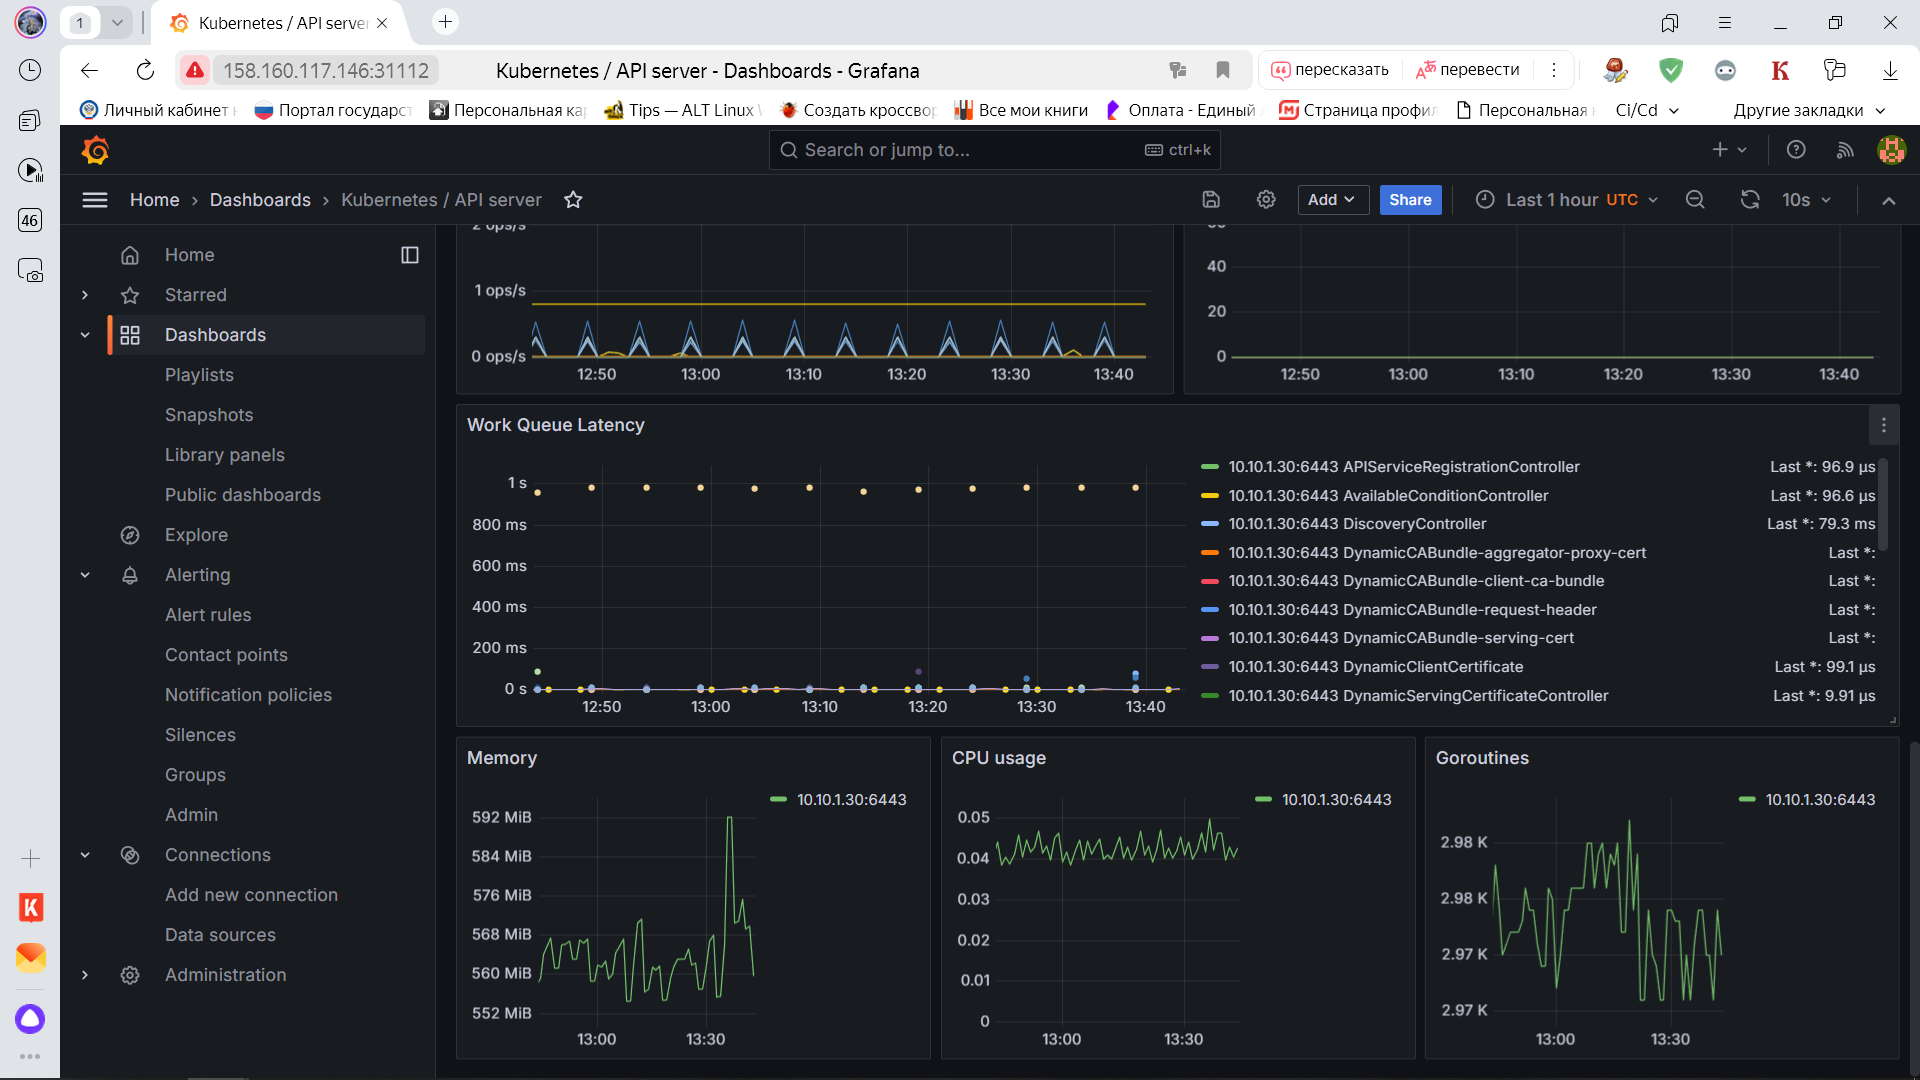 1
Kubernetes / API serve
158.160.117.146:31112
Kubernetes / API server - Dashboards - Grafana
пересказать
перевести
Личный кабинет
Портал государст
Персональная ка
Tips — ALT Linux
Создать кроссвор
Все мои книги
Оплата - Единый
Страница профил
Персональная
Ci/Cd
Другие закладки
46
Search or jump to...
ctrl+k
Home
Dashboards
Kubernetes / API server
Add
Share
Last 1 hour UTC
10s
Home
Starred
Dashboards
Playlists
Snapshots
Library panels
Public dashboards
Explore
Alerting
Alert rules
Contact points
Notification policies
Silences
Groups
Admin
Connections
Add new connection
Data sources
Administration
2 ops/s
1 ops/s
0 ops/s
12:50 13:00 13:10 13:20 13:30 13:40
40
20
0
12:50 13:00 13:10 13:20 13:30 13:40
Work Queue Latency
1 s
800 ms
600 ms
400 ms
200 ms
0 s
12:50 13:00 13:10 13:20 13:30 13:40
10.10.1.30:6443 APIServiceRegistrationController Last *: 96.9 µs
10.10.1.30:6443 AvailableConditionController Last *: 96.6 µs
10.10.1.30:6443 DiscoveryController Last *: 79.3 ms
10.10.1.30:6443 DynamicCABundle-aggregator-proxy-cert Last *:
10.10.1.30:6443 DynamicCABundle-client-ca-bundle Last *:
10.10.1.30:6443 DynamicCABundle-request-header Last *:
10.10.1.30:6443 DynamicCABundle-serving-cert Last *:
10.10.1.30:6443 DynamicClientCertificate Last *: 99.1 µs
10.10.1.30:6443 DynamicServingCertificateController Last *: 9.91 µs
Memory
10.10.1.30:6443
592 MiB
584 MiB
576 MiB
568 MiB
560 MiB
552 MiB
13:00 13:30
CPU usage
10.10.1.30:6443
0.05
0.04
0.03
0.02
0.01
0
13:00 13:30
Goroutines
10.10.1.30:6443
2.98 K
2.98 K
2.97 K
2.97 K
13:00 13:30